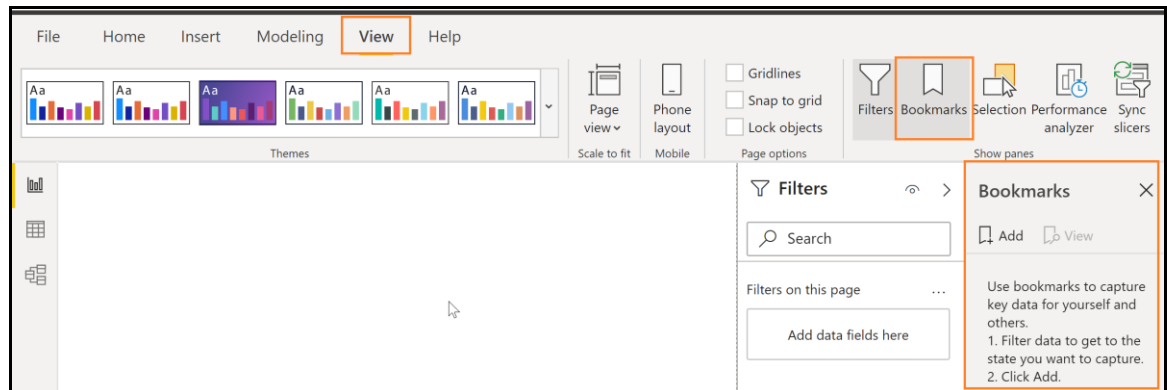 File Home Insert Modeling View Help
Aa Aa Aa Aa Aa Aa
Themes
Page
view
Scale to fit
Phone
layout
Mobile
Gridlines
Snap to grid
Lock objects
Page options
Filters
Bookmarks
Selection
Performance
analyzer
Sync
slicers
Show panes
Filters
Search
Filters on this page ...
Add data fields here
Bookmarks
Add View
Use bookmarks to capture
key data for yourself and
others.
1. Filter data to get to the
state you want to capture.
2. Click Add.